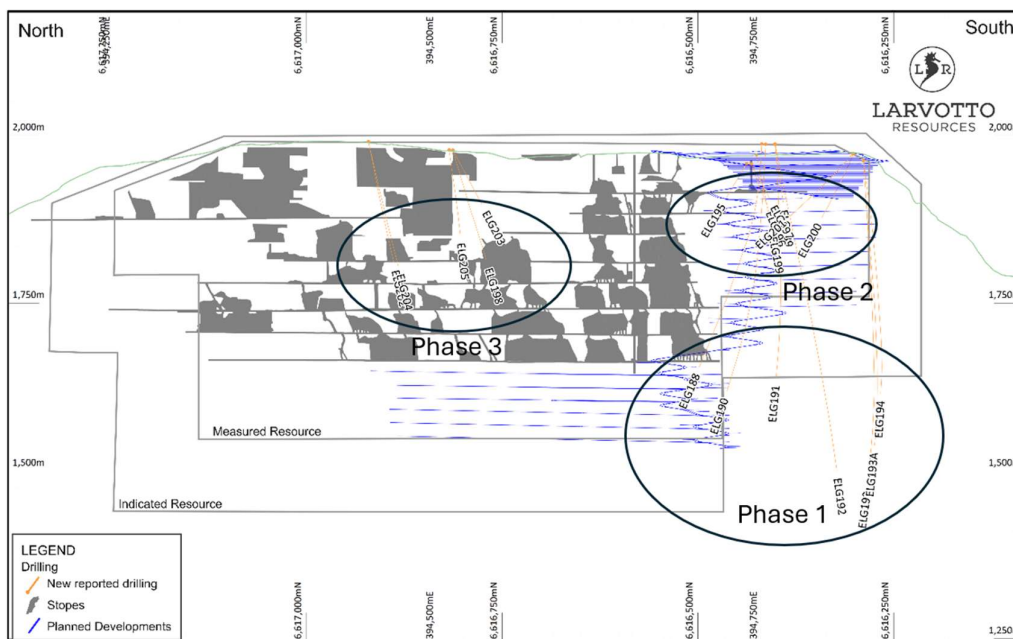 North
South
6,617,250mN
394,250mE
6,617,000mN
394,500mE
6,616,750mN
6,616,500mN
394,750mE
6,616,250mN
LR
LARVOTTO
RESOURCES
2,000m
2,000
ELG195
ELG200
ELG199
ELG203
ELG205
ELG198
ELG204
1,750m
1,750
Phase 2
Phase 3
ELG188
ELG190
ELG191
ELG194
Measured Resource
1,500m
1,500
ELG193A
ELG192
Indicated Resource
Phase 1
LEGEND
Drilling
New reported drilling
Stopes
Planned Developments
6,617,000mN
394,500mE
6,616,750mN
6,616,500mN
394,750mE
6,616,250mN
1,250